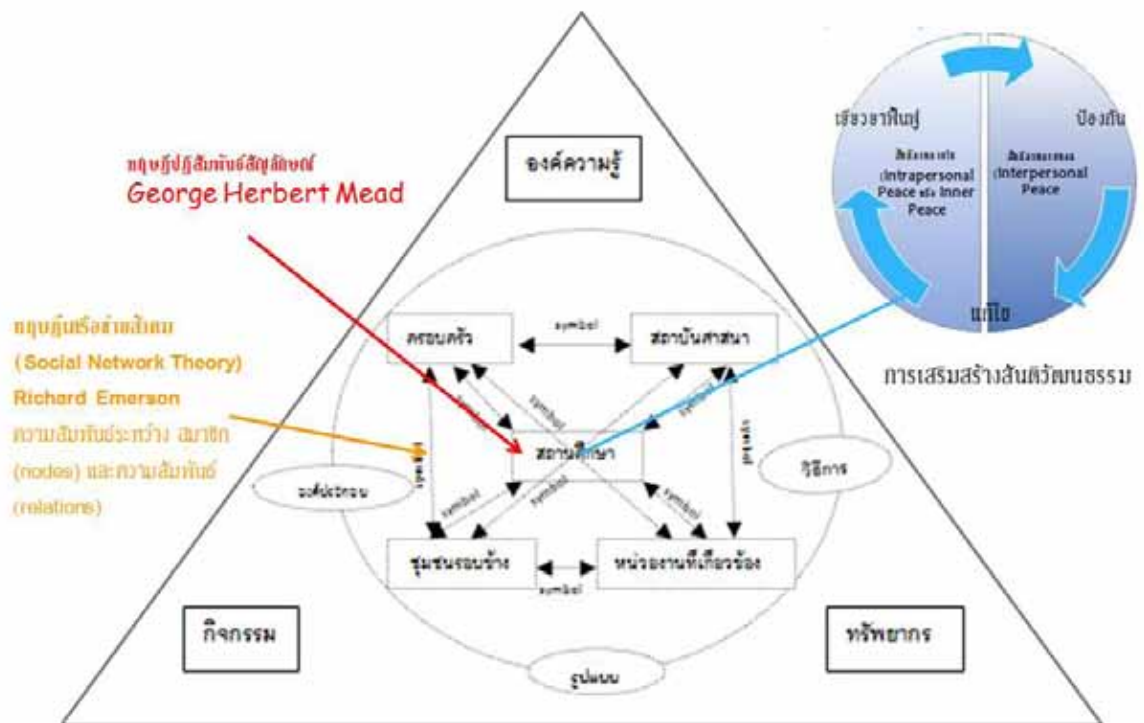 องค์ความรู้
ทฤษฎีปฏิสัมพันธ์สัญลักษณ์
George Herbert Mead
เยียวยาฟื้นฟู
ป้องกัน
(Intrapersonal
Peace หรือ Inner
Peace
(Interpersonal
Peace
แก้ไข
การเสริมสร้างสันติวัฒนธรรม
ทฤษฎีเครือข่ายสังคม
(Social Network Theory)
Richard Emerson
ความสัมพันธ์ระหว่าง สมาชิก
(nodes) และความสัมพันธ์
(relations)
ครอบครัว
symbol
สถาบันศาสนา
symbol
symbol
symbol
symbol
symbol
สถานศึกษา
symbol
symbol
symbol
ชุมชนรอบข้าง
symbol
หน่วยงานที่เกี่ยวข้อง
องค์ประกอบ
วิธีการ
รูปแบบ
กิจกรรม
ทรัพยากร